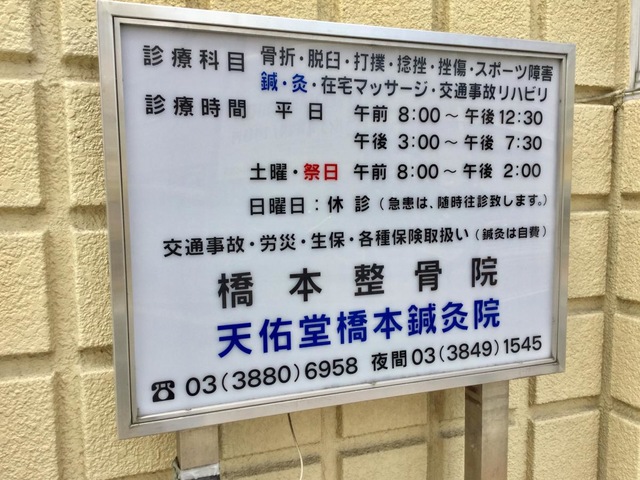 診療科目 骨折・脱臼・打撲・捻挫・挫傷・スポーツ障害
鍼・灸・在宅マッサージ・交通事故リハビリ
診療時間 平日 午前 8:00～午後12:30
午後 3:00～午後 7:30
土曜・祭日 午前 8:00～午後 2:00
日曜日:休診(急患は、随時往診致します。)
交通事故・労災・生保・各種保険取扱い(鍼灸は自費)
橋本整骨院
天佑堂橋本鍼灸院
☎ 03(3880)6958 夜間03(3849)1545